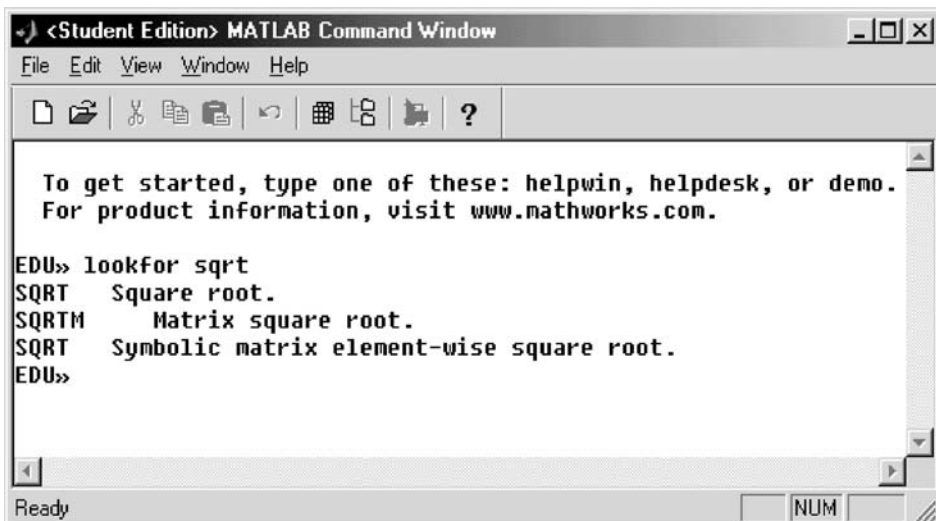 <Student Edition> MATLAB Command Window
File Edit View Window Help
?
To get started, type one of these: helpwin, helpdesk, or demo.
For product information, visit www.mathworks.com.
EDU» lookfor sqrt
SQRT Square root.
SQRTM Matrix square root.
SQRT Symbolic matrix element-wise square root.
EDU»
Ready NUM